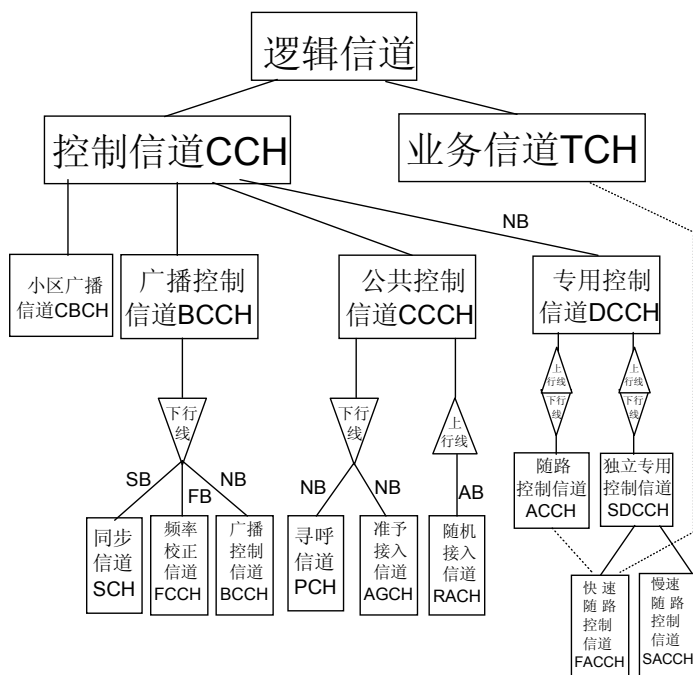 逻辑信道
控制信道CCH
业务信道TCH
NB
小区广播
信道CBCH
广播控制
信道BCCH
公共控制
信道CCCH
专用控制
信道DCCH
下行
线
下行
线
上
行线
上
行线
下行
线
上
行线
下行
线
SB
FB
NB
NB
NB
AB
随路
控制信道
ACCH
独立专用
控制信道
SDCCH
同步
信道
SCH
频率
校正
信道
FCCH
广播
控制
信道
BCCH
寻呼
信道
PCH
准予
接入
信道
AGCH
随机
接入
信道
RACH
快 速
随 路
控制
信道
FACCH
慢速
随 路
控制
信道
SACCH